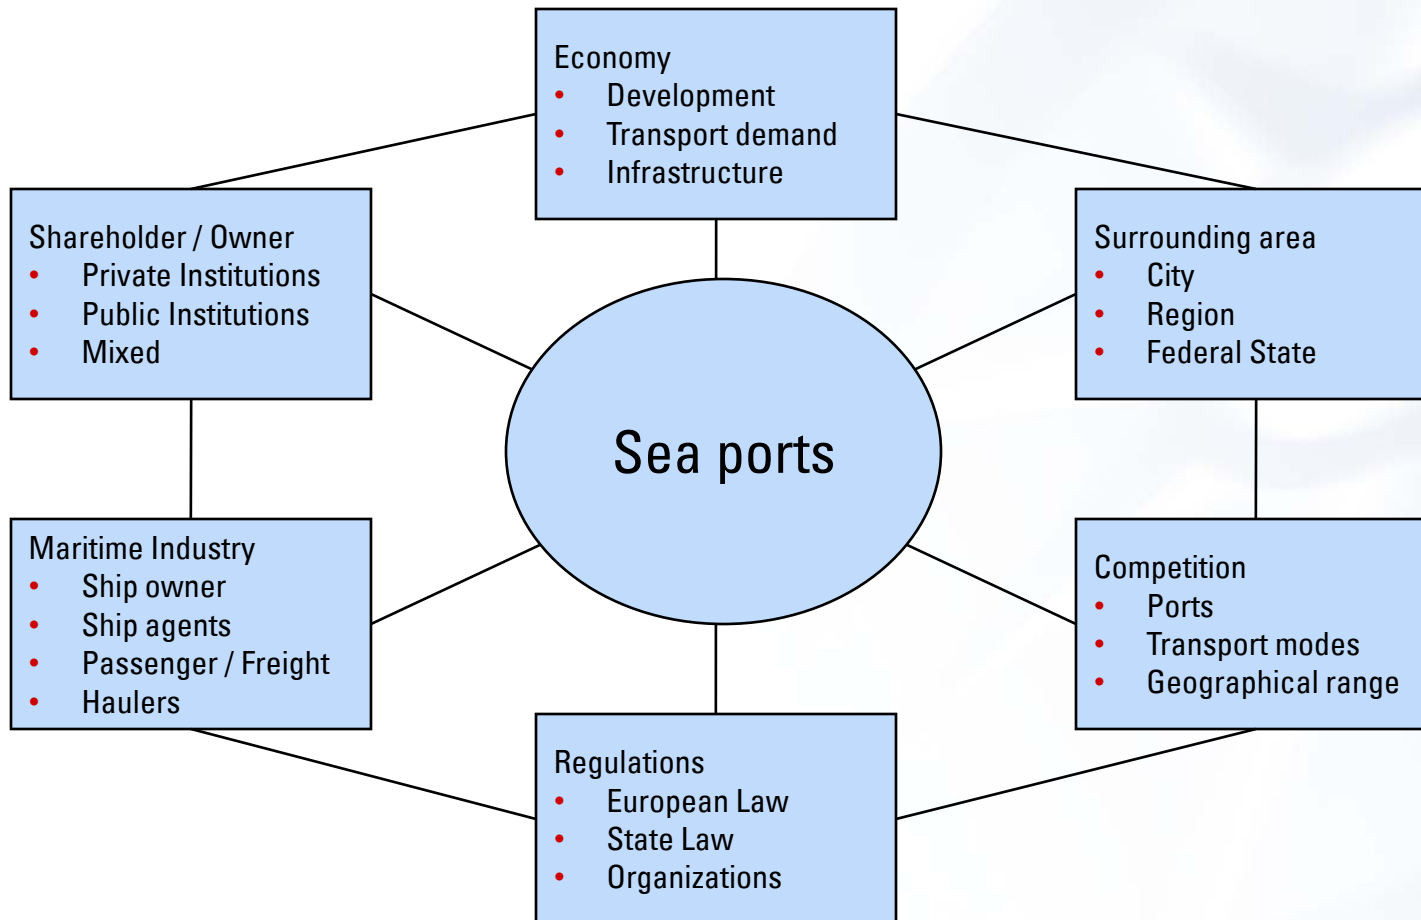 Economy
• Development
• Transport demand
• Infrastructure
Shareholder / Owner
• Private Institutions
• Public Institutions
• Mixed
Surrounding area
• City
• Region
• Federal State
Sea ports
Maritime Industry
• Ship owner
• Ship agents
• Passenger / Freight
• Haulers
Competition
• Ports
• Transport modes
• Geographical range
Regulations
• European Law
• State Law
• Organizations